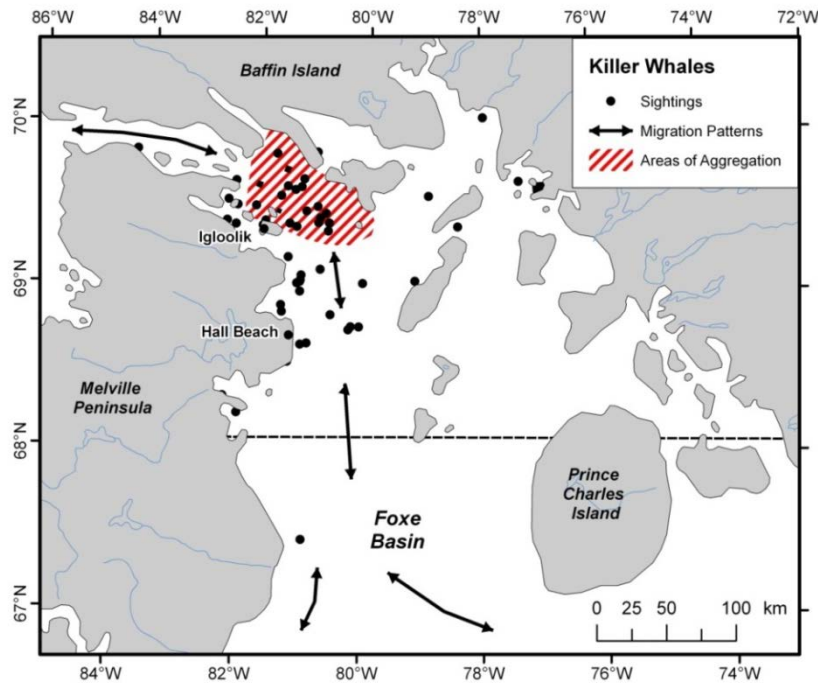 86°W 84°W 82°W 80°W 78°W 76°W 74°W 72°W
Killer Whales
Sightings
Migration Patterns
Areas of Aggregation
Baffin Island
70°N
Igloolik
69°N
Hall Beach
Melville
Peninsula
68°N
Prince
Charles
Island
Foxe
Basin
67°N
0 25 50 100 km
84°W 82°W 80°W 78°W 76°W 74°W